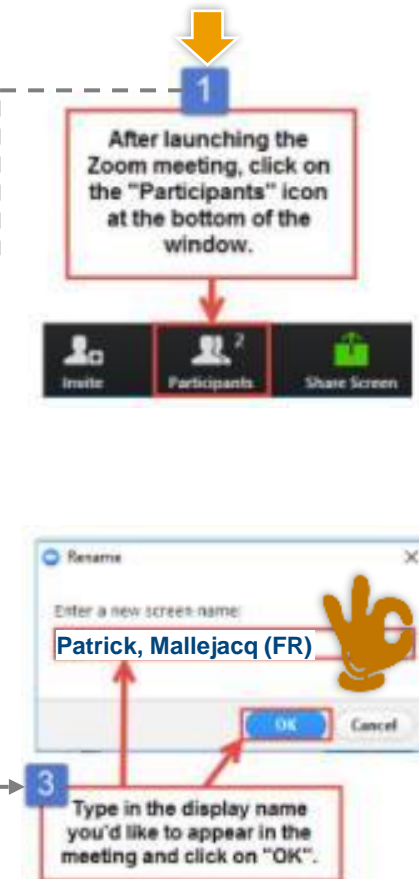 1
After launching the
Zoom meeting, click on
the "Participants" icon
at the bottom of the
window.
2
Invite
Participants
Share Screen
Rename
Enter a new screen name:
Patrick, Mallejacq (FR)
OK
Cancel
3
Type in the display name
you'd like to appear in the
meeting and click on "OK".